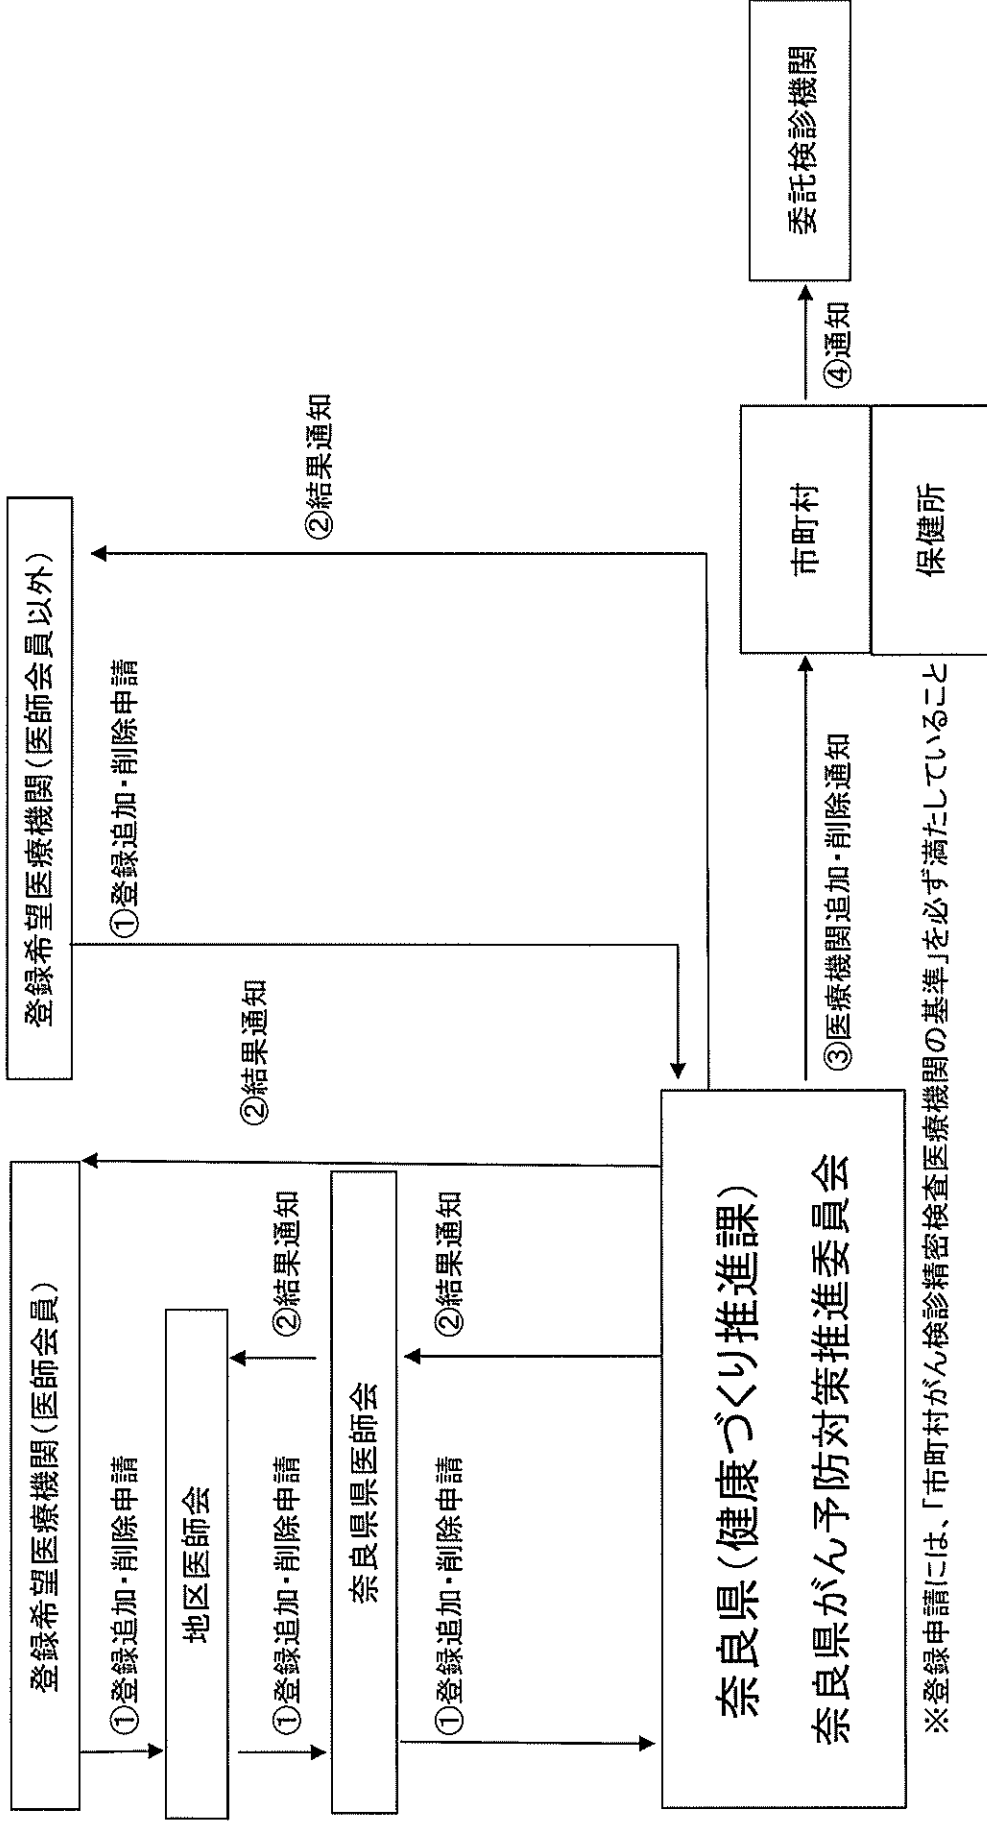 登録希望医療機関(医師会員)
登録希望医療機関(医師会員以外)
①登録追加・削除申請
①登録追加・削除申請
地区医師会
②結果通知
②結果通知
②結果通知
①登録追加・削除申請
奈良県県医師会
①登録追加・削除申請
②結果通知
奈良県(健康づくり推進課)
奈良県がん予防対策推進委員会
③医療機関追加・削除通知
市町村
保健所
④通知
委託検診機関
※登録申請には、「市町村がん検診精密検査医療機関の基準」を必ず満たしていること